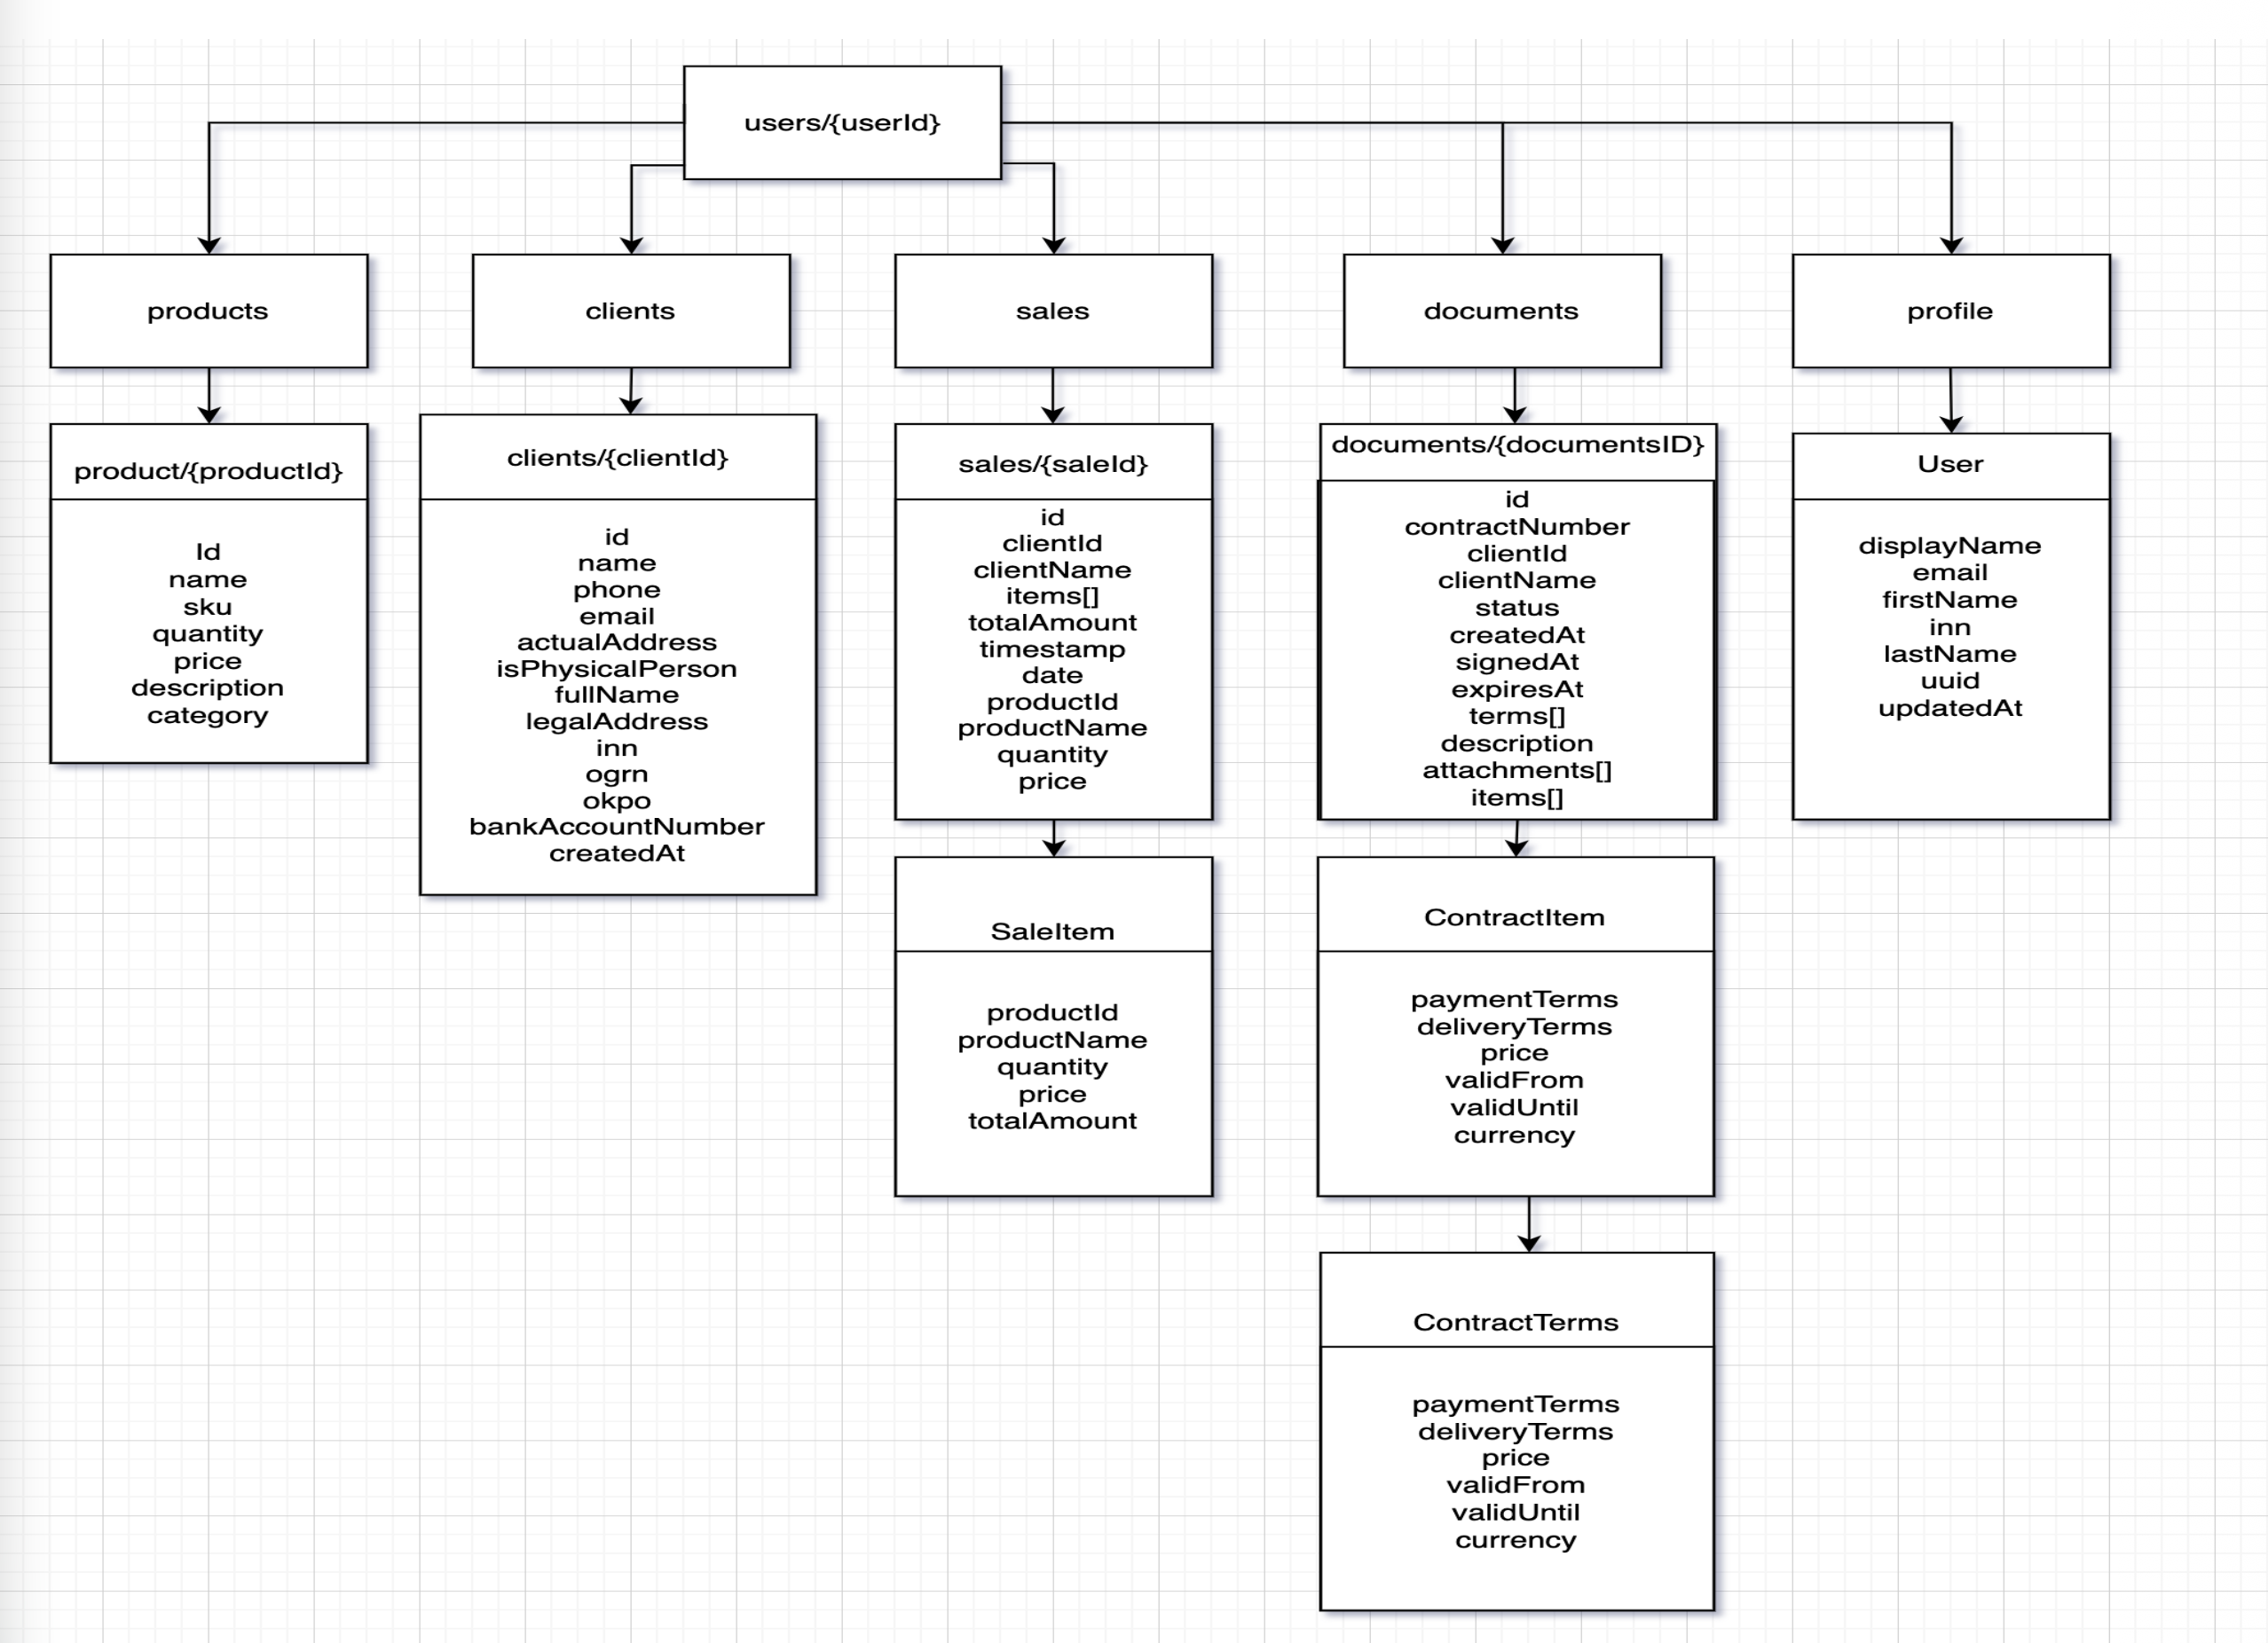 users/{userId}
products
clients
sales
documents
profile
product/{productId}
Id
name
sku
quantity
price
description
category
clients/{clientId}
id
name
phone
email
actualAddress
isPhysicalPerson
fullName
legalAddress
inn
ogrn
okpo
bankAccountNumber
createdAt
sales/{saleId}
id
clientId
clientName
items[]
totalAmount
timestamp
date
productId
productName
quantity
price
SaleItem
productId
productName
quantity
price
totalAmount
documents/{documentsID}
id
contractNumber
clientId
clientName
status
createdAt
signedAt
expiresAt
terms[]
description
attachments[]
items[]
ContractItem
paymentTerms
deliveryTerms
price
validFrom
validUntil
currency
ContractTerms
paymentTerms
deliveryTerms
price
validFrom
validUntil
currency
User
displayName
email
firstName
inn
lastName
uuid
updatedAt